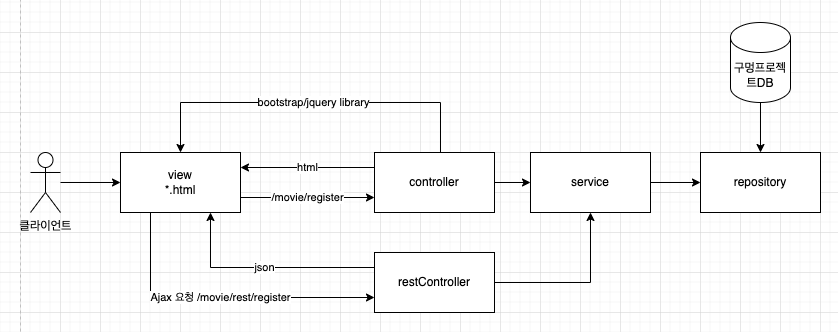 구멍프로젝
트DB
bootstrap/jquery library
view
*.html
html
/movie/register
controller
service
repository
클라이언트
json
Ajax 요청 /movie/rest/register
restController